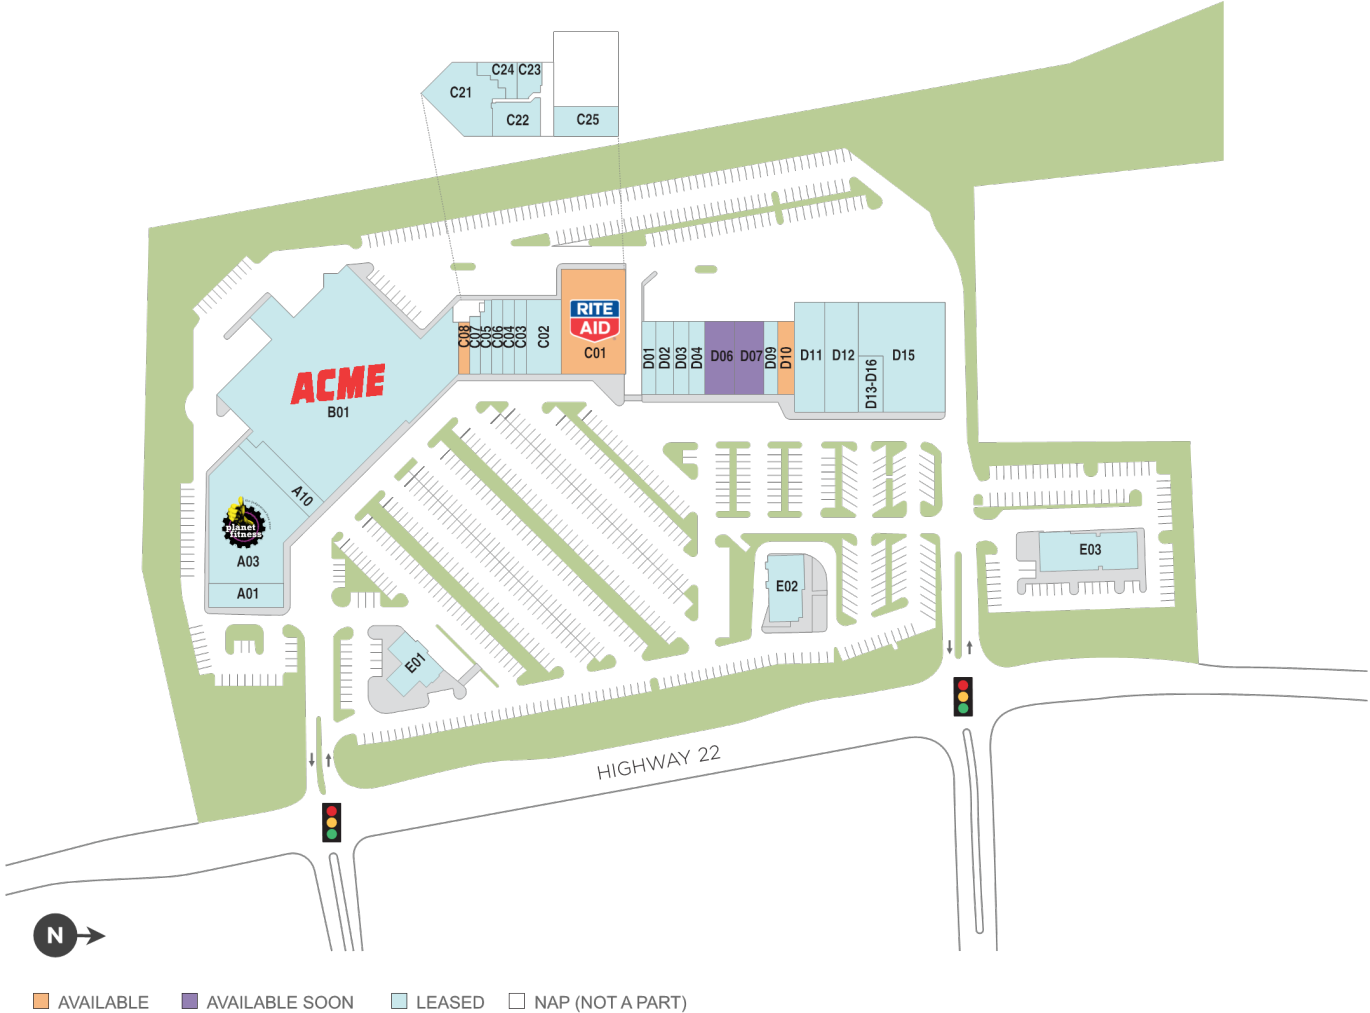 C24 C23
C21
C22
C25
RITE
AID
C01
C08
C07
C05
C06
C04
C03
C02
D01
D02
D03
D04
D06
D07
D09
D10
D11
D12
D13-D16
D15
ACME
B01
A10
planet
fitness
A03
A01
E01
E02
E03
HIGHWAY 22
N
AVAILABLE
AVAILABLE SOON
LEASED
NAP (NOT A PART)